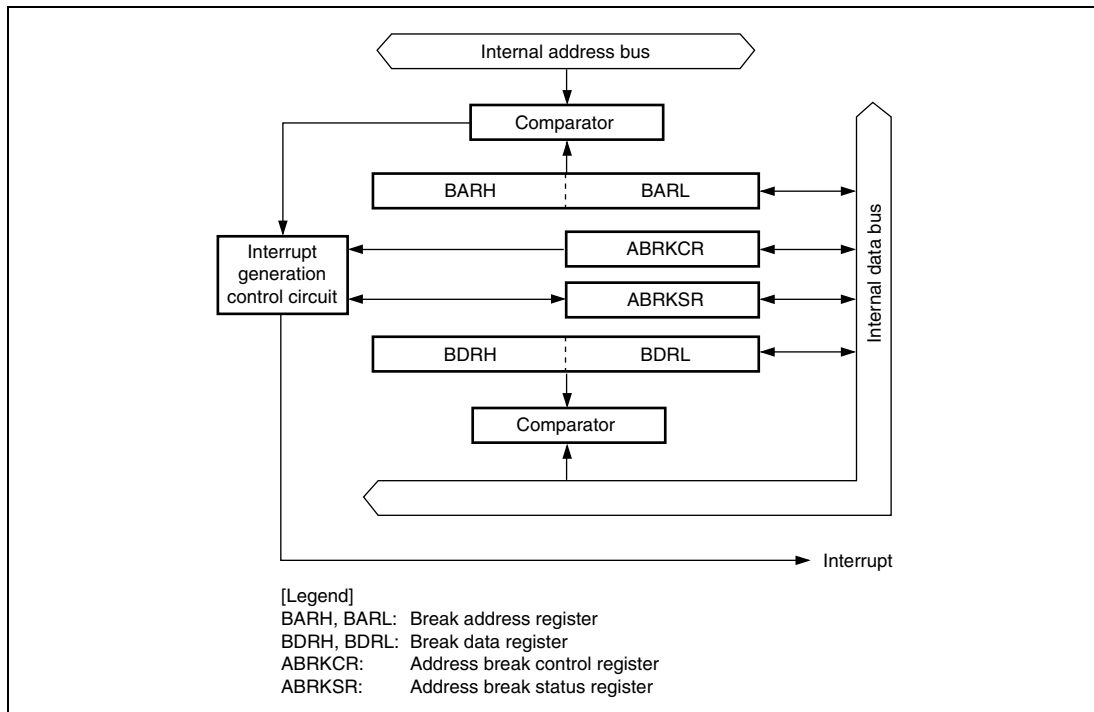 Internal address bus
Comparator
BARH BARL
ABRKCR
Interrupt
generation
control circuit
ABRKSR
BDRH BDRL
Internal data bus
Comparator
Interrupt
[Legend]
BARH, BARL: Break address register
BDRH, BDRL: Break data register
ABRKCR: Address break control register
ABRKSR: Address break status register